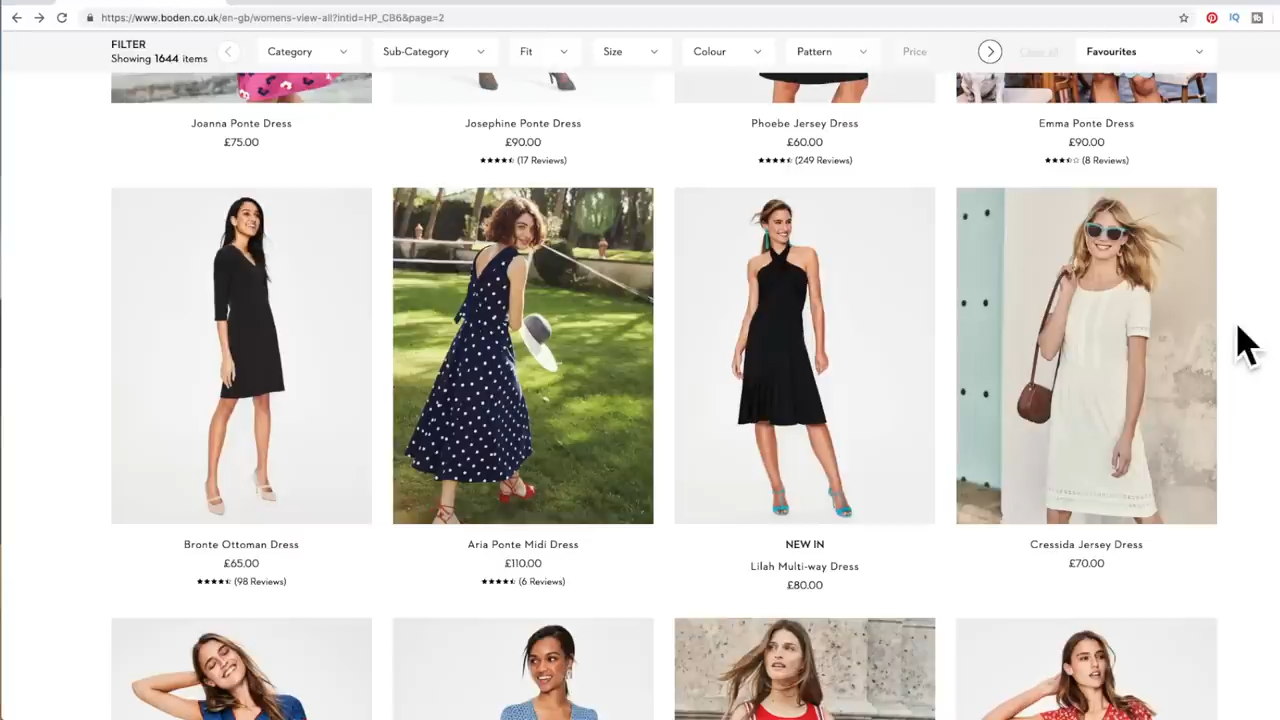 https://www.boden.co.uk/en-gb/womens-view-all?intid=HP_CB6&page=2
FILTER
Showing 1644 items
Category
Sub-Category
Fit
Size
Colour
Pattern
Price
Clear all
Favourites
Joanna Ponte Dress
£75.00
Josephine Ponte Dress
£90.00
(17 Reviews)
Phoebe Jersey Dress
£60.00
(249 Reviews)
Emma Ponte Dress
£90.00
(8 Reviews)
Bronte Ottoman Dress
£65.00
(98 Reviews)
Aria Ponte Midi Dress
£110.00
(6 Reviews)
NEW IN
Lilah Multi-way Dress
£80.00
Cressida Jersey Dress
£70.00